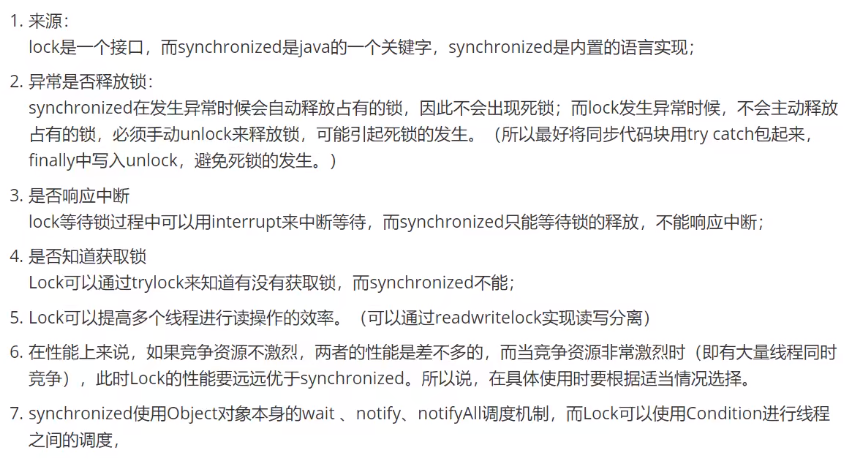 1. 来源：
lock是一个接口，而synchronized是java的一个关键字，synchronized是内置的语言实现；
2. 异常是否释放锁：
synchronized在发生异常时候会自动释放占有的锁，因此不会出现死锁；而lock发生异常时候，不会主动释放
占有的锁，必须手动unlock来释放锁，可能引起死锁的发生。（所以最好将同步代码块用try catch包起来，
finally中写入unlock，避免死锁的发生。）
3. 是否响应中断
lock等待锁过程中可以用interrupt来中断等待，而synchronized只能等待锁的释放，不能响应中断；
4. 是否知道获取锁
Lock可以通过trylock来知道有没有获取锁，而synchronized不能；
5. Lock可以提高多个线程进行读操作的效率。（可以通过readwritelock实现读写分离）
6. 在性能上来说，如果竞争资源不激烈，两者的性能是差不多的，而当竞争资源非常激烈时（即有大量线程同时
竞争），此时Lock的性能要远远优于synchronized。所以说，在具体使用时要根据适当情况选择。
7. synchronized使用Object对象本身的wait 、notify、notifyAll调度机制，而Lock可以使用Condition进行线程
之间的调度，